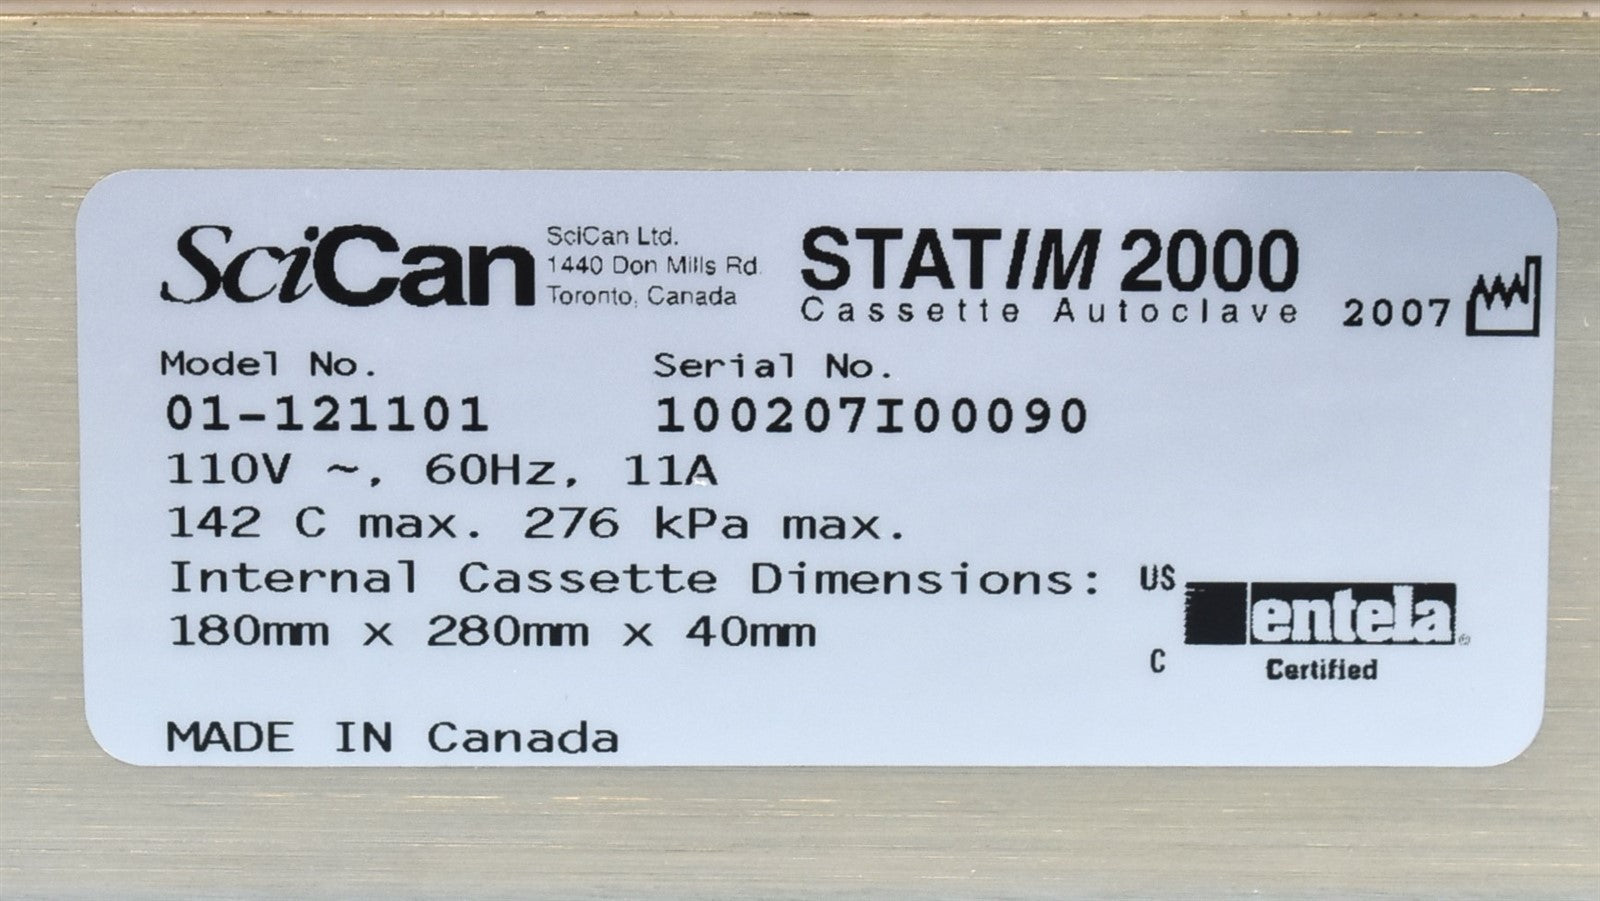 SciCan
SciCan Ltd.
1440 Don Mills Rd.
Toronto, Canada
STATIM 2000
Cassette Autoclave
2007
Model No.
Serial No.
01-121101
100207I00090
110V ~, 60Hz, 11A
142 C max. 276 kPa max.
Internal Cassette Dimensions:
180mm x 280mm x 40mm
US
entela®
C
Certified
MADE IN Canada